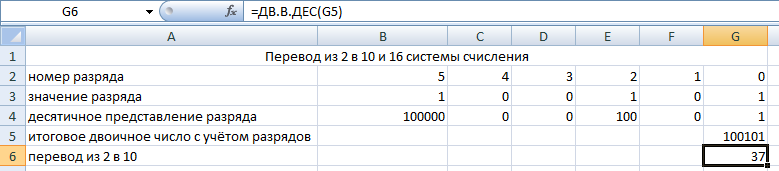 G6 fx =ДВ.В.ДЕС(G5)
A B C D E F G
1 Перевод из 2 в 10 и 16 системы счисления
2 номер разряда 5 4 3 2 1 0
3 значение разряда 1 0 0 1 0 1
4 десятичное представление разряда 100000 0 0 100 0 1
5 итоговое двоичное число с учётом разрядов 100101
6 перевод из 2 в 10 37